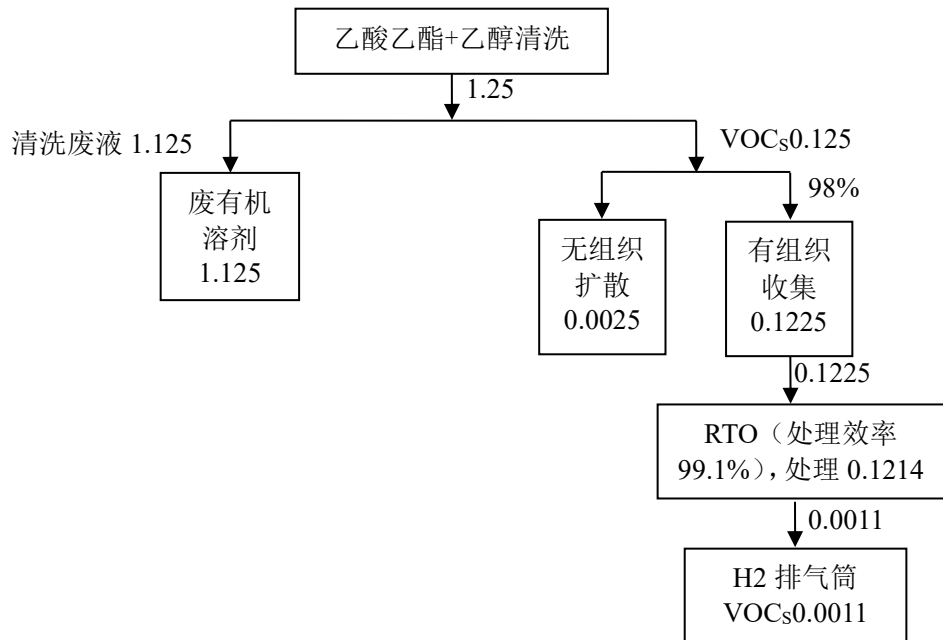 乙酸乙酯+乙醇清洗
1.25
清洗废液 1.125
VOCS0.125
废有机
溶剂
1.125
98%
无组织
扩散
0.0025
有组织
收集
0.1225
0.1225
RTO（处理效率
99.1%），处理 0.1214
0.0011
H2 排气筒
VOCS0.0011